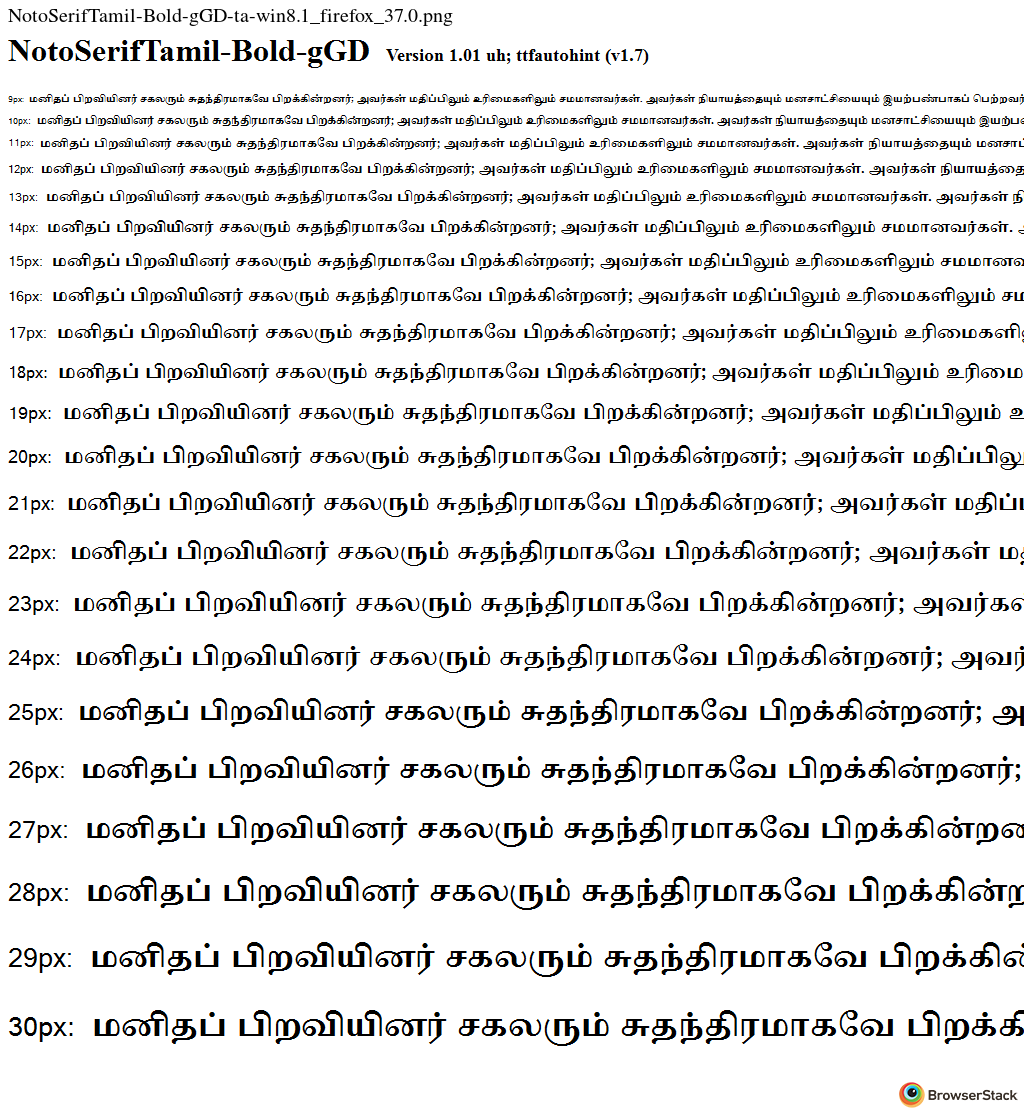 NotoSerifTamil-Bold-gGD-ta-win8.1_firefox_37.0.png
NotoSerifTamil-Bold-gGD Version 1.01 uh; ttfautohint (v1.7)
9px: மனிதப் பிறவியினர் சகலரும் சுதந்திரமாகவே பிறக்கின்றனர்; அவர்கள் மதிப்பிலும் உரிமைகளிலும் சமமானவர்கள். அவர்கள் நியாயத்தையும் மனசாட்சியையும் இயற்பண்பாகப் பெற்றவர்
10px: மனிதப் பிறவியினர் சகலரும் சுதந்திரமாகவே பிறக்கின்றனர்; அவர்கள் மதிப்பிலும் உரிமைகளிலும் சமமானவர்கள். அவர்கள் நியாயத்தையும் மனசாட்சியையும்
11px: மனிதப் பிறவியினர் சகலரும் சுதந்திரமாகவே பிறக்கின்றனர்; அவர்கள் மதிப்பிலும் உரிமைகளிலும் சமமானவர்கள். அவர்கள் நியாயத்தையும்
12px: மனிதப் பிறவியினர் சகலரும் சுதந்திரமாகவே பிறக்கின்றனர்; அவர்கள் மதிப்பிலும் உரிமைகளிலும் சமமானவர்கள். அவர்கள்
13px: மனிதப் பிறவியினர் சகலரும் சுதந்திரமாகவே பிறக்கின்றனர்; அவர்கள் மதிப்பிலும் உரிமைகளிலும் சமமானவர்கள். அவர்கள்
14px: மனிதப் பிறவியினர் சகலரும் சுதந்திரமாகவே பிறக்கின்றனர்; அவர்கள் மதிப்பிலும் உரிமைகளிலும் சமமானவர்கள்.
15px: மனிதப் பிறவியினர் சகலரும் சுதந்திரமாகவே பிறக்கின்றனர்; அவர்கள் மதிப்பிலும் உரிமைகளிலும்
16px: மனிதப் பிறவியினர் சகலரும் சுதந்திரமாகவே பிறக்கின்றனர்; அவர்கள் மதிப்பிலும் உரிமைகளிலும்
17px: மனிதப் பிறவியினர் சகலரும் சுதந்திரமாகவே பிறக்கின்றனர்; அவர்கள் மதிப்பிலும்
18px: மனிதப் பிறவியினர் சகலரும் சுதந்திரமாகவே பிறக்கின்றனர்; அவர்கள் மதிப்பிலும் உரிமை
19px: மனிதப் பிறவியினர் சகலரும் சுதந்திரமாகவே பிறக்கின்றனர்; அவர்கள் மதிப்பிலும்
20px: மனிதப் பிறவியினர் சகலரும் சுதந்திரமாகவே பிறக்கின்றனர்; அவர்கள்
21px: மனிதப் பிறவியினர் சகலரும் சுதந்திரமாகவே பிறக்கின்றனர்; அவர்கள்
22px: மனிதப் பிறவியினர் சகலரும் சுதந்திரமாகவே பிறக்கின்றனர்; அவர்கள்
23px: மனிதப் பிறவியினர் சகலரும் சுதந்திரமாகவே பிறக்கின்றனர்;
24px: மனிதப் பிறவியினர் சகலரும் சுதந்திரமாகவே பிறக்கின்றனர்; அவர்
25px: மனிதப் பிறவியினர் சகலரும் சுதந்திரமாகவே பிறக்கின்றனர்;
26px: மனிதப் பிறவியினர் சகலரும் சுதந்திரமாகவே பிறக்கின்றனர்;
27px: மனிதப் பிறவியினர் சகலரும் சுதந்திரமாகவே
28px: மனிதப் பிறவியினர் சகலரும் சுதந்திரமாகவே
29px: மனிதப் பிறவியினர் சகலரும் சுதந்திரமாகவே
30px: மனிதப் பிறவியினர் சகலரும் சுதந்திரமாகவே பிறக்கி
BrowserStack